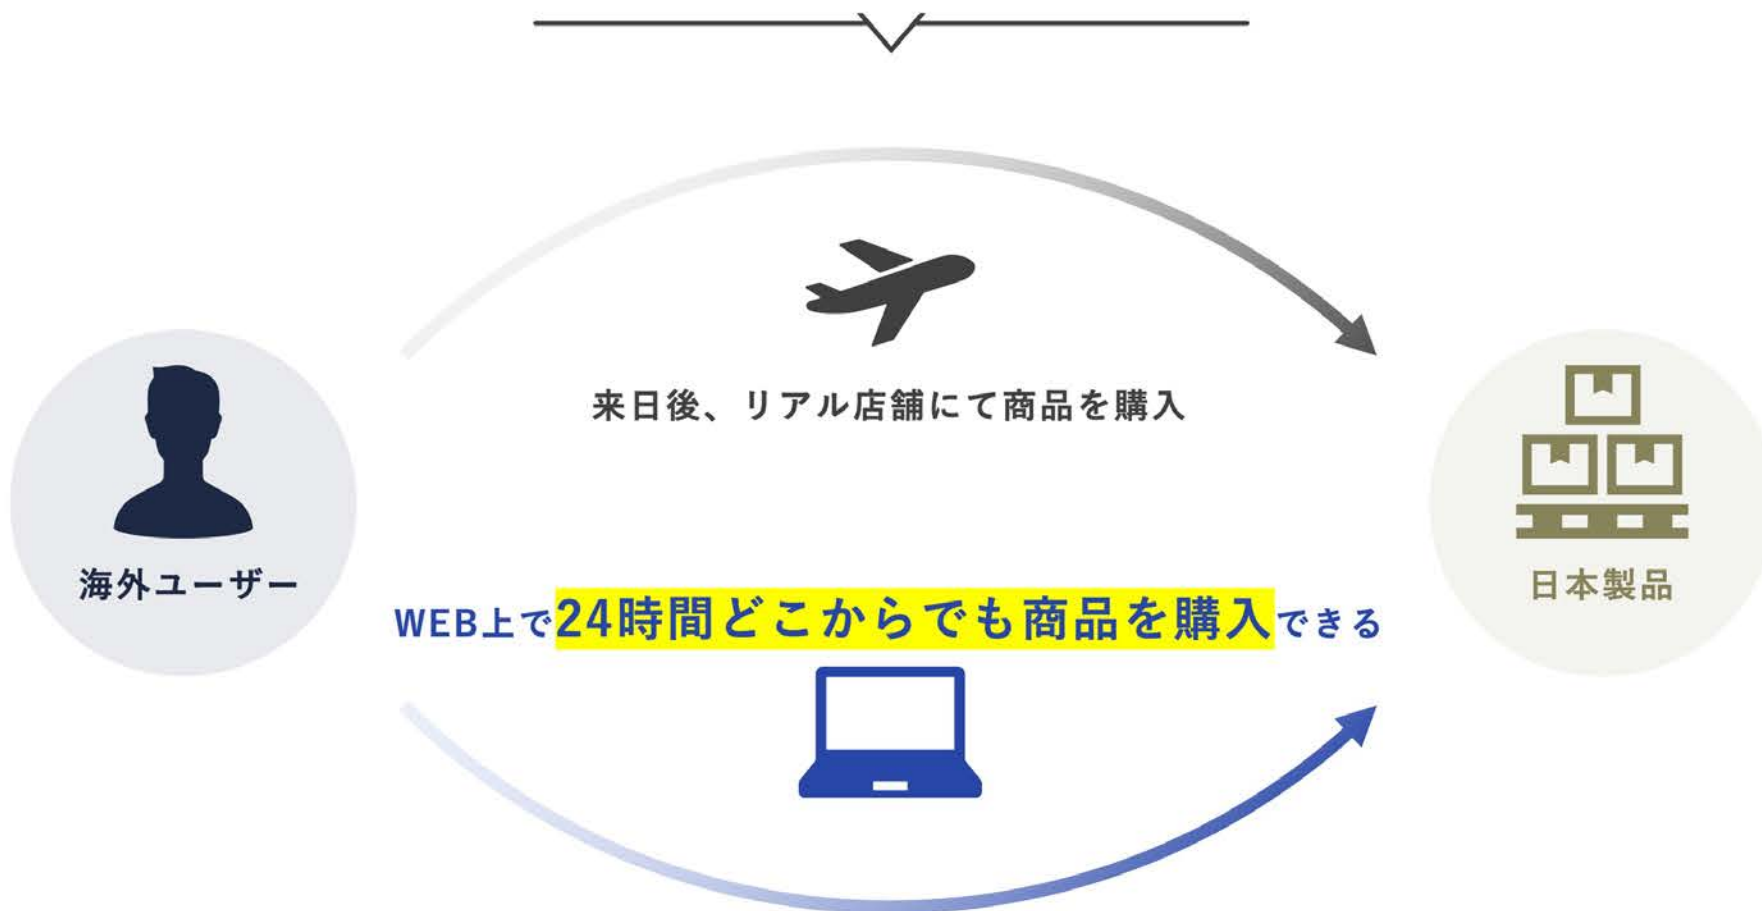 来日後、リアル店舗にて商品を購入
海外ユーザー
日本製品
WEB上で24時間どこからでも商品を購入できる